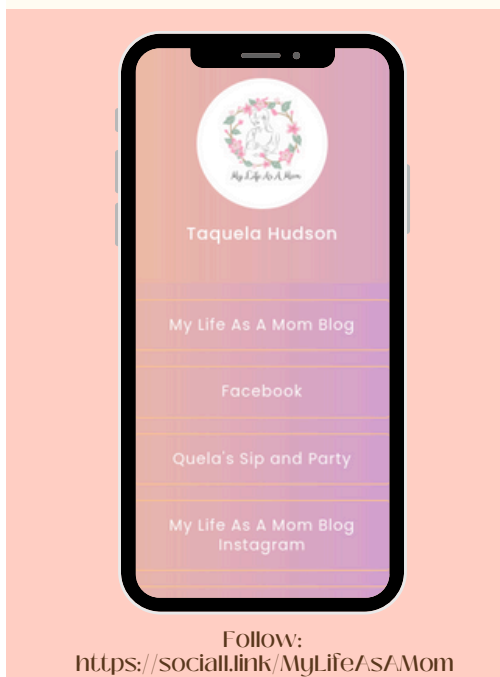 My Life As A Mom
Taquela Hudson
My Life As A Mom Blog
Facebook
Quela's Sip and Party
My Life As A Mom Blog
Instagram
Follow:
https://sociall.link/MyLifeAsAMom